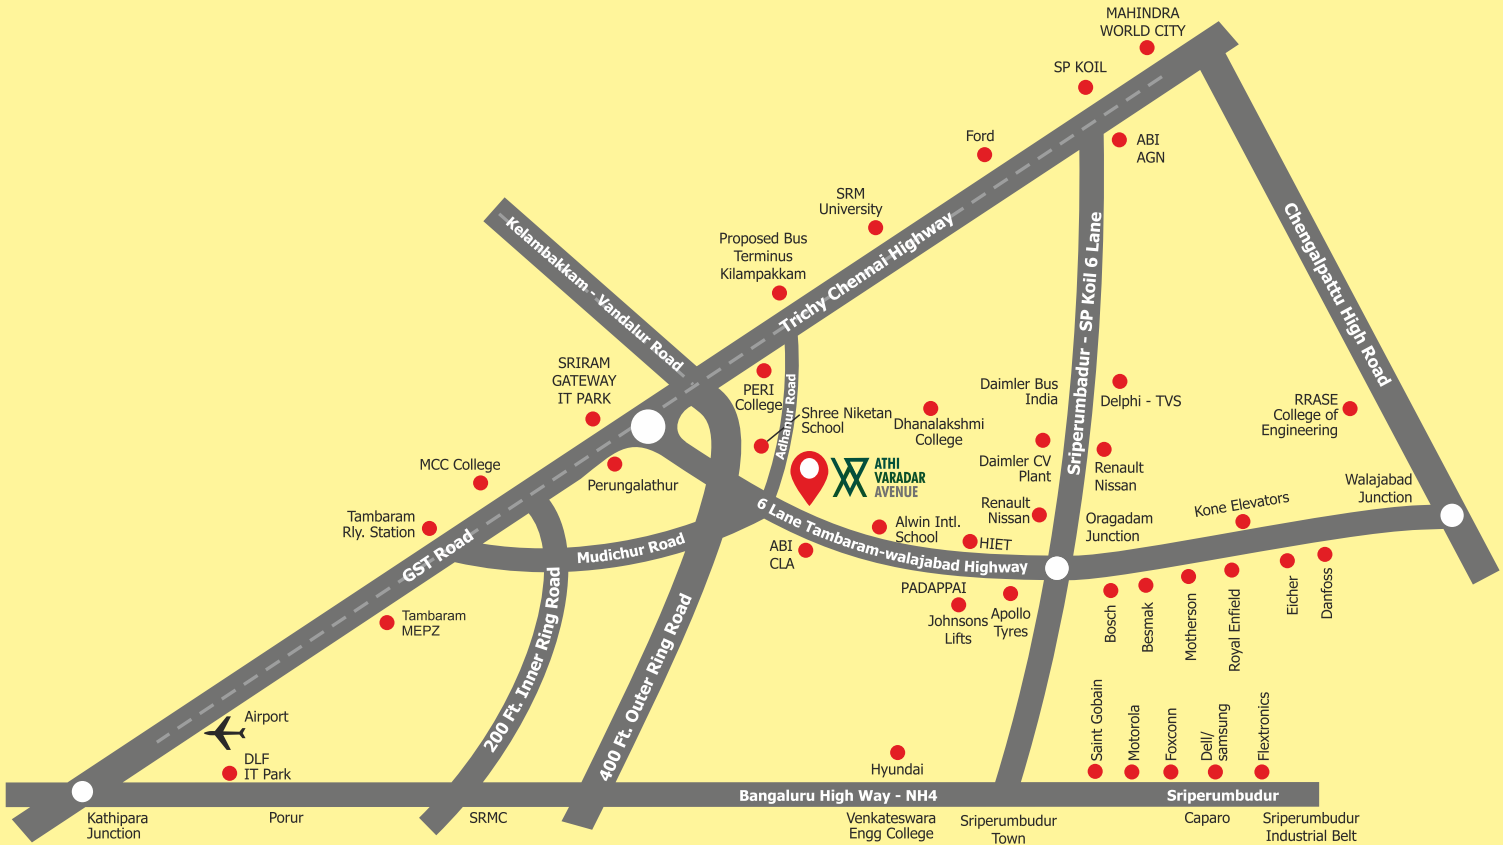 MAHINDRA
WORLD CITY
SP KOIL
Ford
ABI
AGN
SRM
University
Proposed Bus
Terminus
Kilampakkam
Kelambakkam - Vandalur Road
Trichy Chennai Highway
Sriperumbadur - SP Koil 6 Lane
Chengalpattu High Road
SRIRAM
GATEWAY
IT PARK
PERI
College
Adhanur Road
Shree Niketan
School
Dhanalakshmi
College
Daimler Bus
India
Delphi - TVS
RRASE
College of
Engineering
MCC College
Perungalathur
ATHI
VARADAR
AVENUE
Daimler CV
Plant
Renault
Nissan
Walajabad
Junction
Tambaram
Rly. Station
GST Road
Mudichur Road
6 Lane Tambaram-walajabad Highway
ABI
CLA
Alwin Intl.
School
HIET
Renault
Nissan
Oragadam
Junction
Kone Elevators
Tambaram
MEPZ
200 Ft. Inner Ring Road
400 Ft. Outer Ring Road
PADAPPAI
Johnsons
Lifts
Apollo
Tyres
Bosch
Besmak
Motherson
Royal Enfield
Eicher
Danfoss
Airport
DLF
IT Park
Hyundai
Saint Gobain
Motorola
Foxconn
Dell/
samsung
Flextronics
Bangaluru High Way - NH4
Sriperumbudur
Kathipara
Junction
Porur
SRMC
Venkateswara
Engg College
Sriperumbudur
Town
Caparo
Sriperumbudur
Industrial Belt